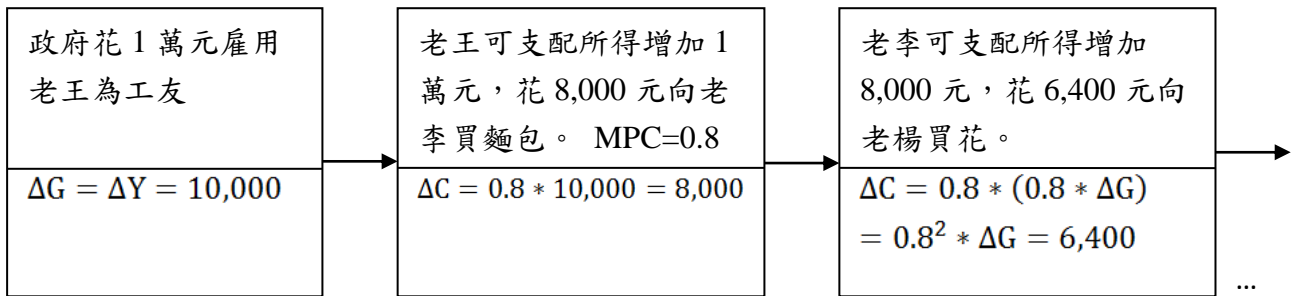 政府花 1 萬元雇用
老王為工友
ΔG = ΔY = 10,000
老王可支配所得增加 1
萬元，花 8,000 元向老
李買麵包。 MPC=0.8
ΔC = 0.8 * 10,000 = 8,000
老李可支配所得增加
8,000 元，花 6,400 元向
老楊買花。
ΔC = 0.8 * (0.8 * ΔG)
= 0.8² * ΔG = 6,400
...